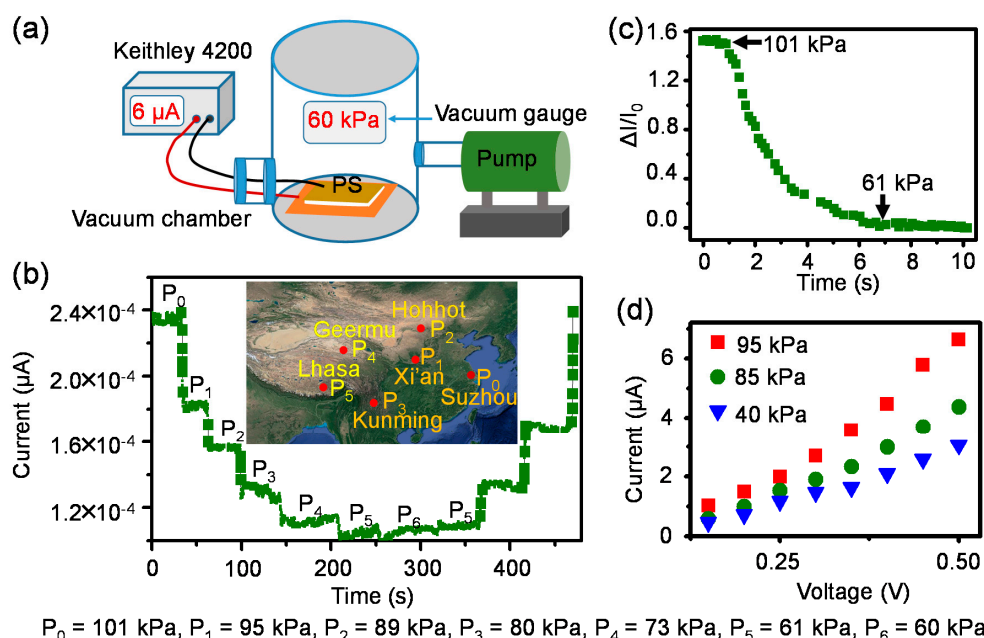 (a)
Keithley 4200
6 µA
60 kPa
Vacuum gauge
Pump
PS
Vacuum chamber
(c)
ΔI/I₀
1.6
1.2
0.8
0.4
0.0
101 kPa
61 kPa
0 2 4 6 8 10
Time (s)
(b)
Current (µA)
2.4×10⁻⁴
2.0×10⁻⁴
1.6×10⁻⁴
1.2×10⁻⁴
P₀
P₁
P₂
P₃
P₄
P₅
P₆
P₅
Hohhot
P₂
Geermu
P₄
Lhasa
P₅
P₁
Xi'an
P₀
Suzhou
P₃
Kunming
0 100 200 300 400
Time (s)
(d)
Current (µA)
6
4
2
0
95 kPa
85 kPa
40 kPa
0.25 0.50
Voltage (V)
P₀ = 101 kPa, P₁ = 95 kPa, P₂ = 89 kPa, P₃ = 80 kPa, P₄ = 73 kPa, P₅ = 61 kPa, P₆ = 60 kPa